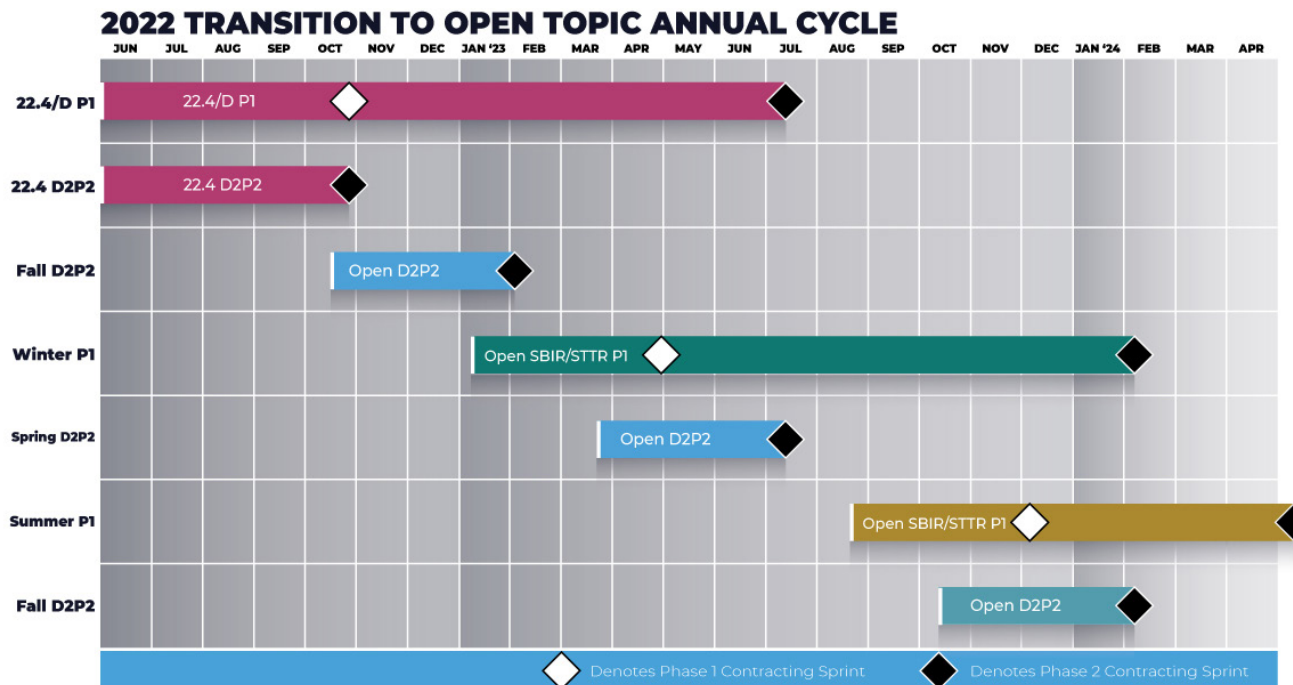 2022 TRANSITION TO OPEN TOPIC ANNUAL CYCLE
JUN JUL AUG SEP OCT NOV DEC JAN ‘23 FEB MAR APR MAY JUN JUL AUG SEP OCT NOV DEC JAN ‘24 FEB MAR APR
22.4/D P1 22.4/D P1
22.4 D2P2 22.4 D2P2
Fall D2P2 Open D2P2
Winter P1 Open SBIR/STTR P1
Spring D2P2 Open D2P2
Summer P1 Open SBIR/STTR P1
Fall D2P2 Open D2P2
Denotes Phase 1 Contracting Sprint Denotes Phase 2 Contracting Sprint